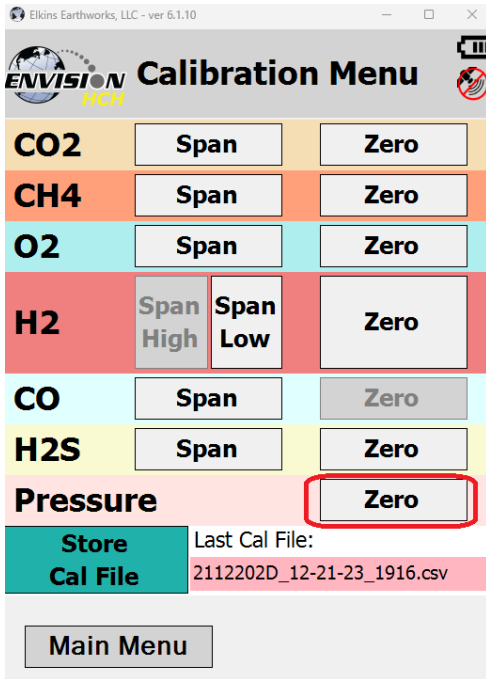 Elkins Earthworks, LLC - ver 6.1.10
ENVISION
HCH
Calibration Menu
CO2 Span Zero
CH4 Span Zero
O2 Span Zero
H2 Span High Span Low Zero
CO Span Zero
H2S Span Zero
Pressure Zero
Store
Cal File
Last Cal File:
2112202D_12-21-23_1916.csv
Main Menu